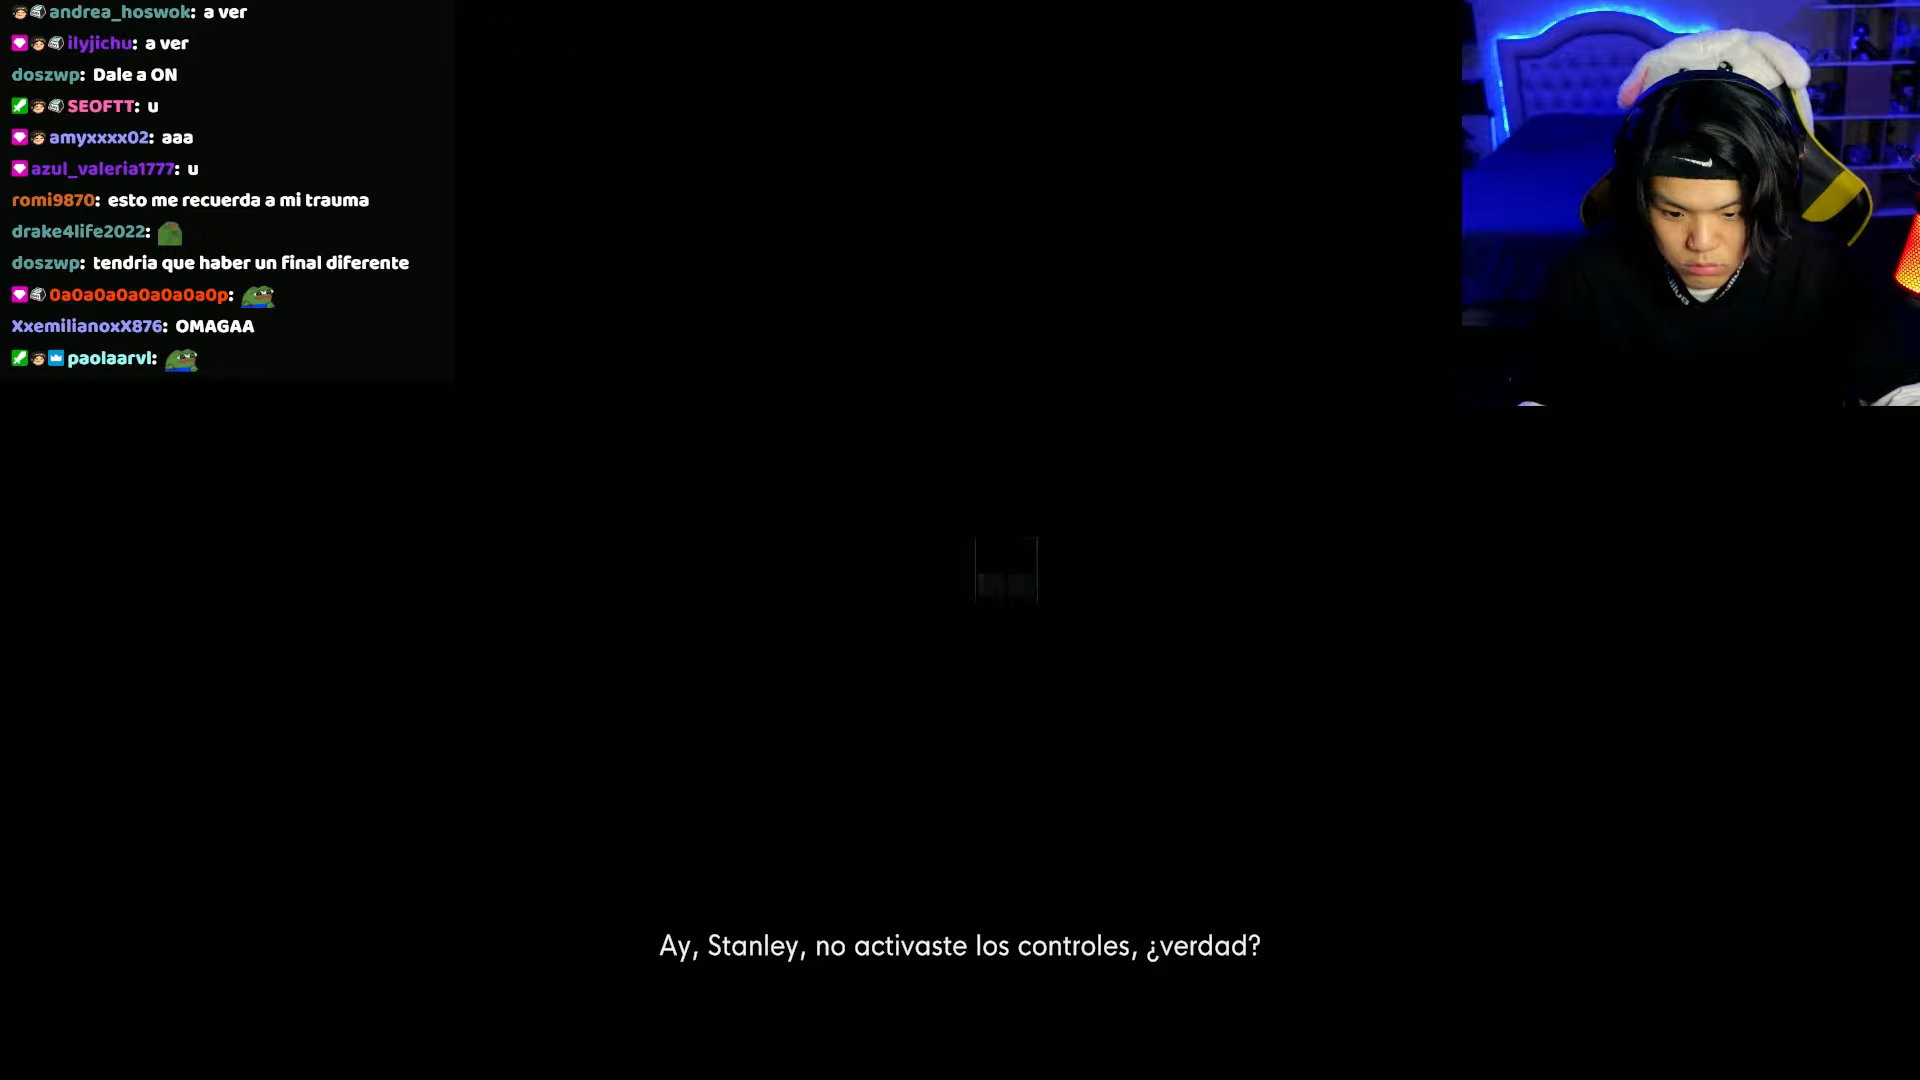 andrea_hoswok: a ver
ilyjichu: a ver
doszwp: Dale a ON
SEOFTT: u
amyxxxx02: aaa
azul_valeria1777: u
romi9870: esto me recuerda a mi trauma
drake4life2022:
doszwp: tendria que haber un final diferente
0a0a0a0a0a0a0a0p:
XxemilianoxX876: OMAGAA
paolaarvl:
Ay, Stanley, no activaste los controles, ¿verdad?